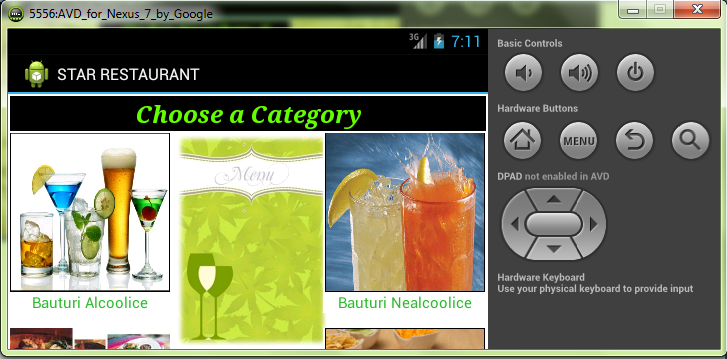 5556:AVD_for_Nexus_7_by_Google
3G
7:11
STAR RESTAURANT
Choose a Category
Menu
Bauturi Alcoolice
Bauturi Nealcoolice
Basic Controls
Hardware Buttons
MENU
DPAD not enabled in AVD
Hardware Keyboard
Use your physical keyboard to provide input